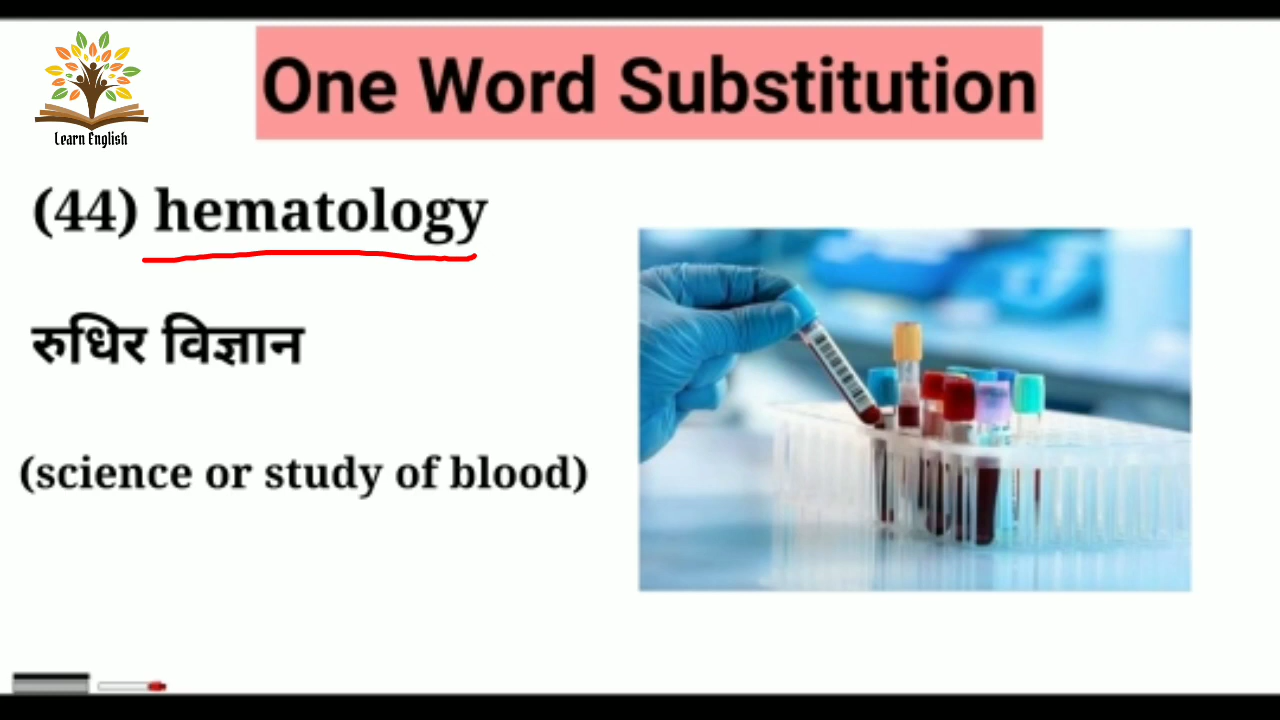 One Word Substitution
Learn English
(44) hematology
रुधिर विज्ञान
(science or study of blood)